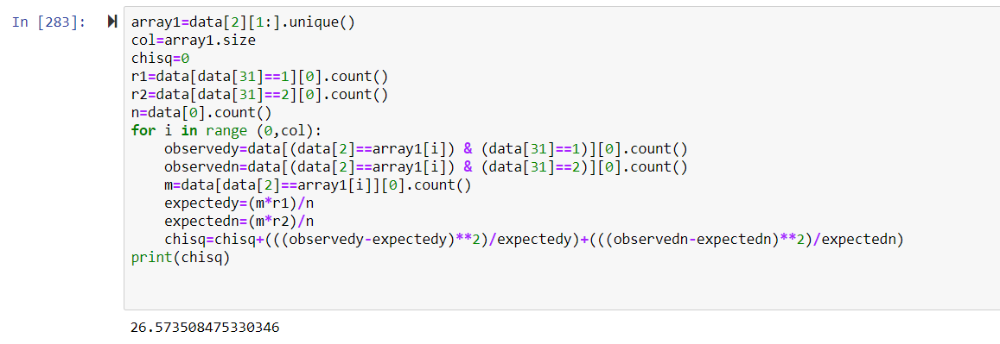 In [283]:
array1=data[2][1:].unique()
col=array1.size
chisq=0
r1=data[data[31]==1][0].count()
r2=data[data[31]==2][0].count()
n=data[0].count()
for i in range (0,col):
    observedy=data[(data[2]==array1[i]) & (data[31]==1)][0].count()
    observedn=data[(data[2]==array1[i]) & (data[31]==2)][0].count()
    m=data[data[2]==array1[i]][0].count()
    expectedy=(m*r1)/n
    expectedn=(m*r2)/n
    chisq=chisq+(((observedy-expectedy)**2)/expectedy)+(((observedn-expectedn)**2)/expectedn)
print(chisq)
26.573508475330346